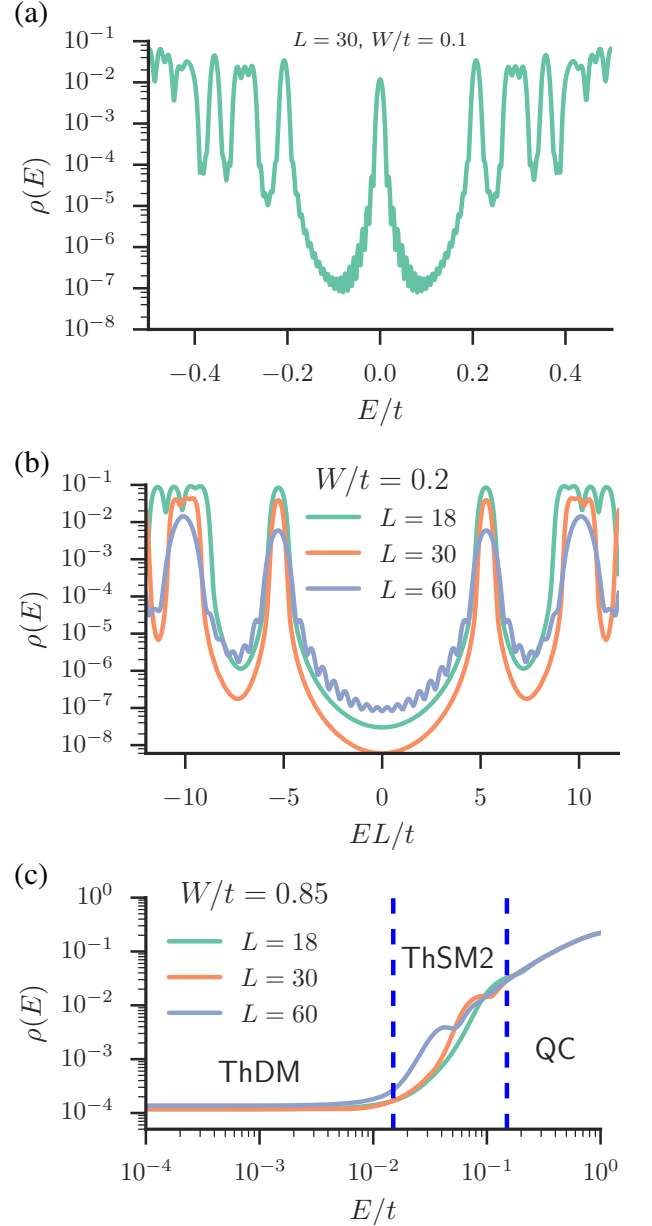 (a)
L = 30, W/t = 0.1
10⁻¹
10⁻²
10⁻³
10⁻⁴
10⁻⁵
10⁻⁶
10⁻⁷
10⁻⁸
ρ(E)
−0.4 −0.2 0.0 0.2 0.4
E/t
(b)
W/t = 0.2
L = 18
L = 30
L = 60
10⁻¹
10⁻²
10⁻³
10⁻⁴
10⁻⁵
10⁻⁶
10⁻⁷
10⁻⁸
ρ(E)
−10 −5 0 5 10
EL/t
(c)
W/t = 0.85
L = 18
L = 30
L = 60
ThSM2
ThDM
QC
10⁰
10⁻¹
10⁻²
10⁻³
10⁻⁴
ρ(E)
10⁻⁴ 10⁻³ 10⁻² 10⁻¹ 10⁰
E/t